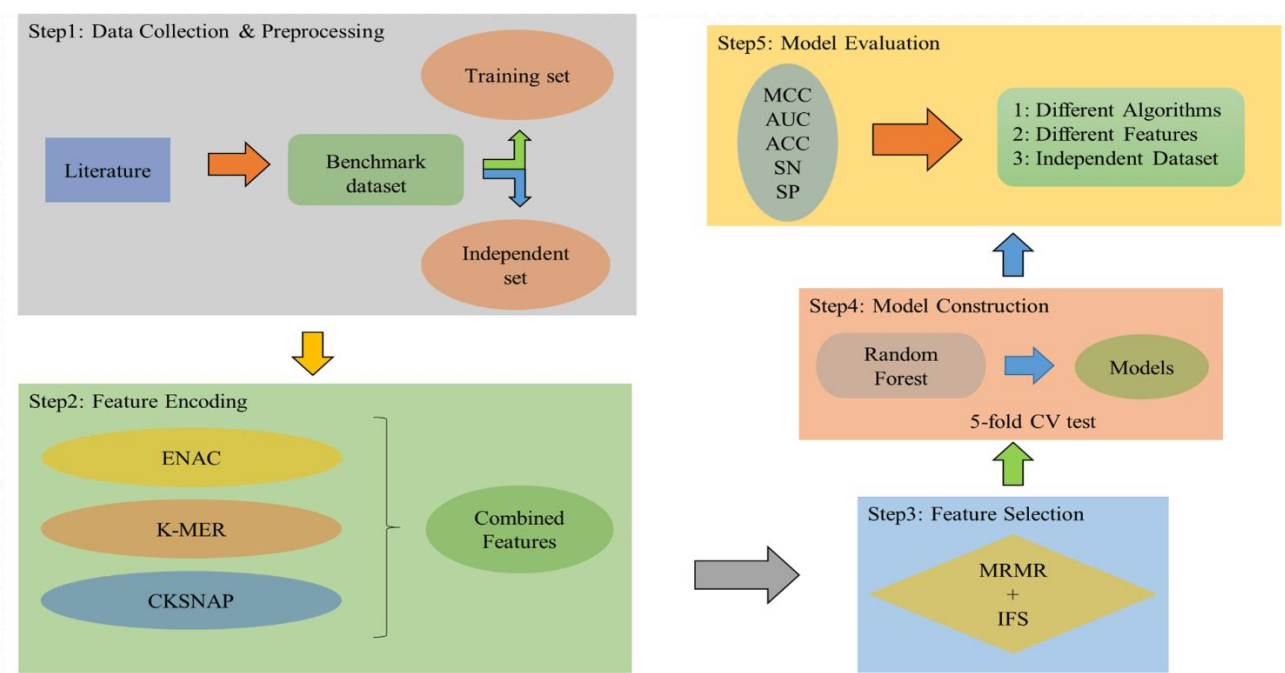 Step1: Data Collection & Preprocessing
Training set
Literature
Benchmark
dataset
Independent
set
Step2: Feature Encoding
ENAC
K-MER
CKSNAP
Combined
Features
Step3: Feature Selection
MRMR
+
IFS
Step4: Model Construction
Random
Forest
Models
5-fold CV test
Step5: Model Evaluation
MCC
AUC
ACC
SN
SP
1: Different Algorithms
2: Different Features
3: Independent Dataset